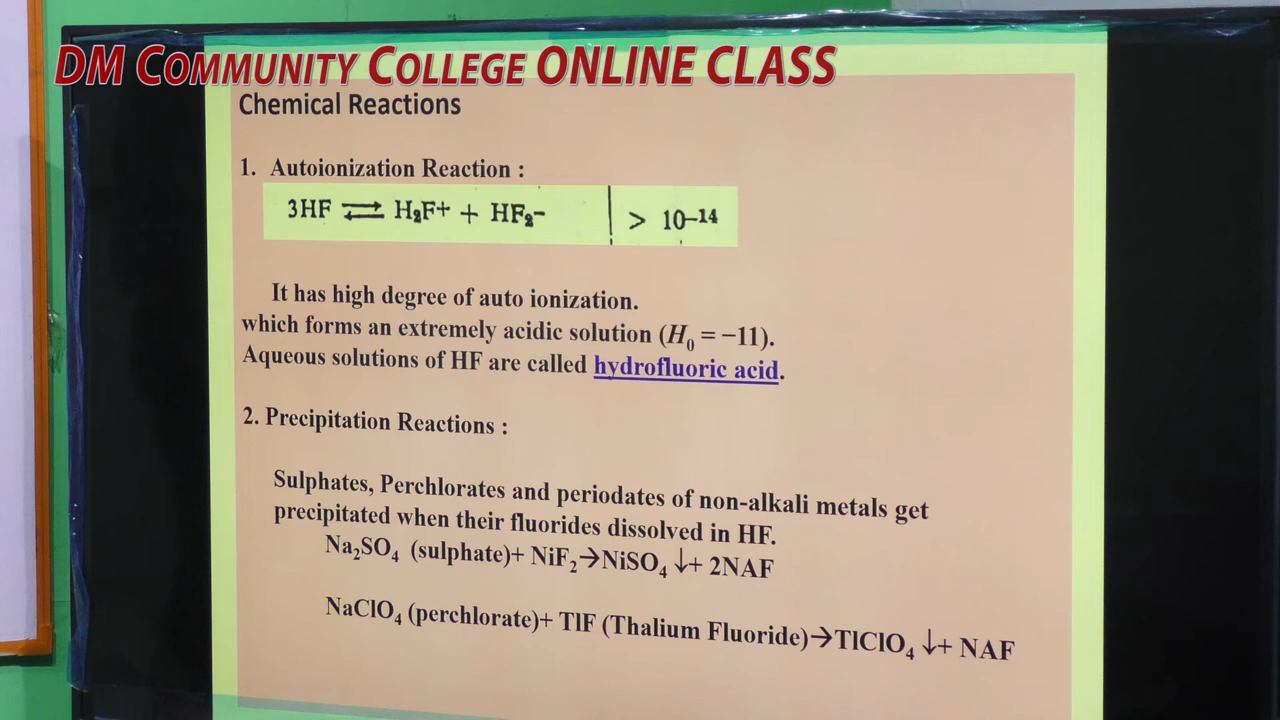 DM COMMUNITY COLLEGE ONLINE CLASS
Chemical Reactions
1. Autoionization Reaction :
3HF ⇌ H₂F+ + HF₂– > 10–14
It has high degree of auto ionization.
which forms an extremely acidic solution (H₀ = −11).
Aqueous solutions of HF are called hydrofluoric acid.
2. Precipitation Reactions :
Sulphates, Perchlorates and periodates of non-alkali metals get
precipitated when their fluorides dissolved in HF.
Na₂SO₄ (sulphate)+ NiF₂→NiSO₄ ↓+ 2NAF
NaClO₄ (perchlorate)+ TlF (Thalium Fluoride)→TlClO₄ ↓+ NAF